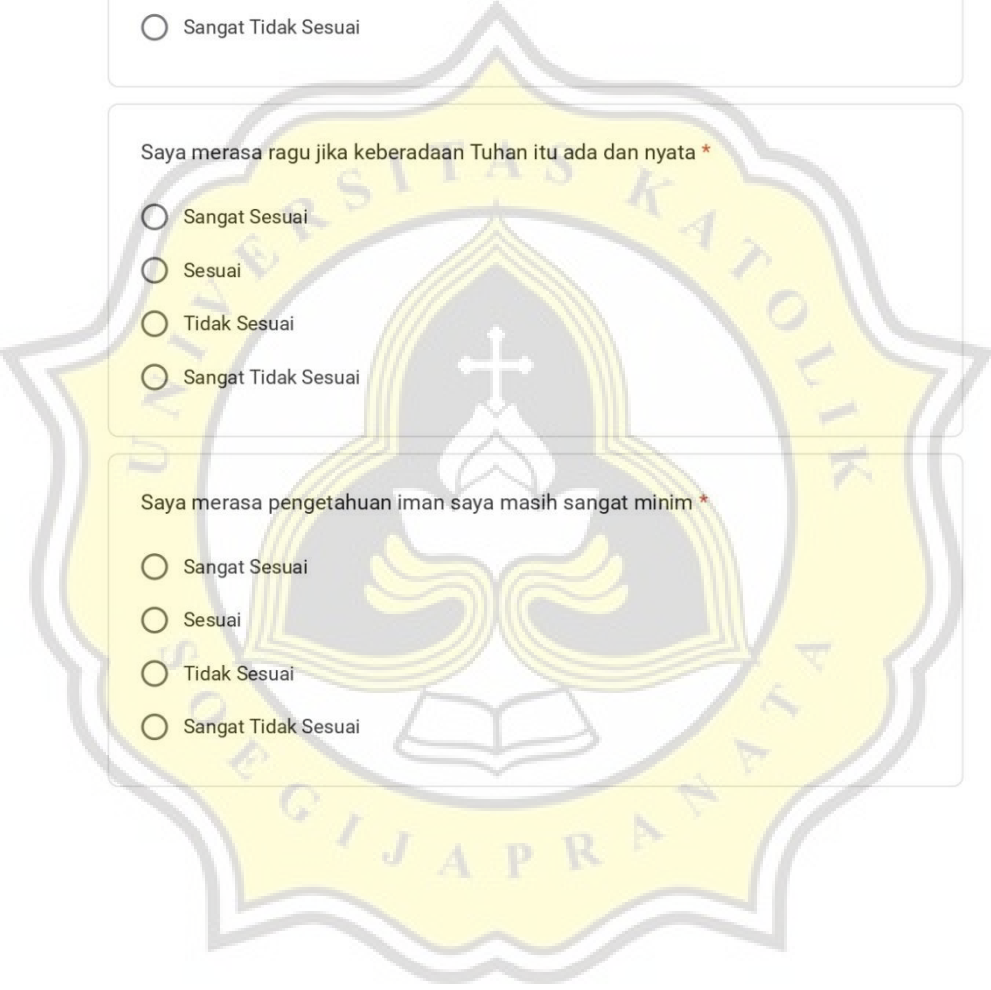 Sangat Tidak Sesuai
Saya merasa ragu jika keberadaan Tuhan itu ada dan nyata *
Sangat Sesuai
Sesuai
Tidak Sesuai
Sangat Tidak Sesuai
Saya merasa pengetahuan iman saya masih sangat minim *
Sangat Sesuai
Sesuai
Tidak Sesuai
Sangat Tidak Sesuai
UNIVERSITAS KATOLIK
SOEGIJAPRANATA